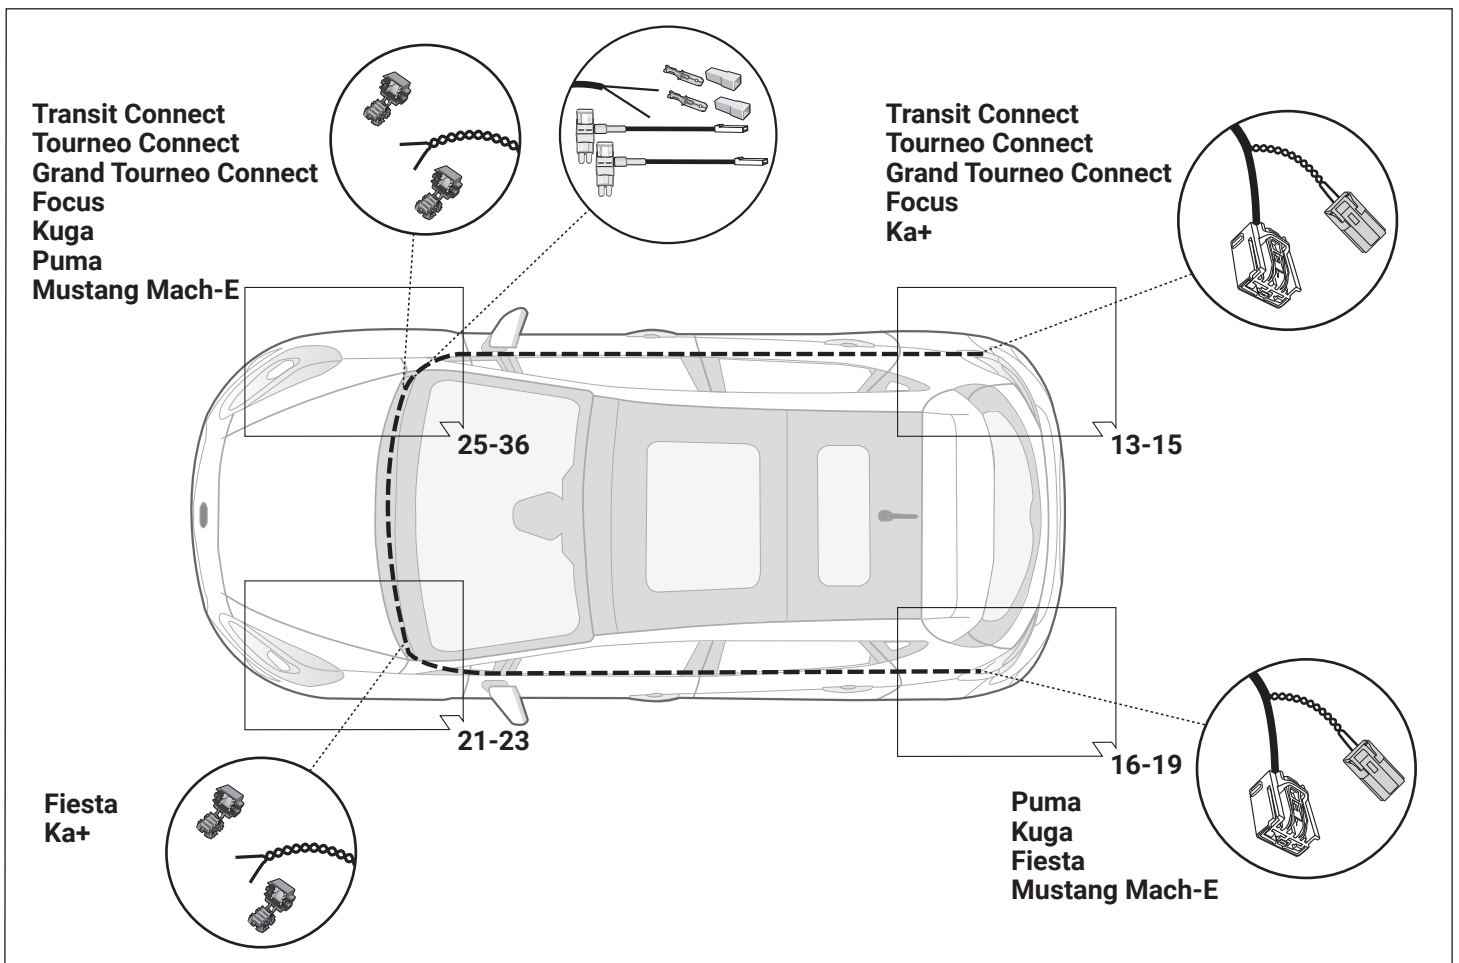 Transit Connect
Tourneo Connect
Grand Tourneo Connect
Focus
Kuga
Puma
Mustang Mach-E
Transit Connect
Tourneo Connect
Grand Tourneo Connect
Focus
Ka+
25-36
13-15
21-23
16-19
Fiesta
Ka+
Puma
Kuga
Fiesta
Mustang Mach-E